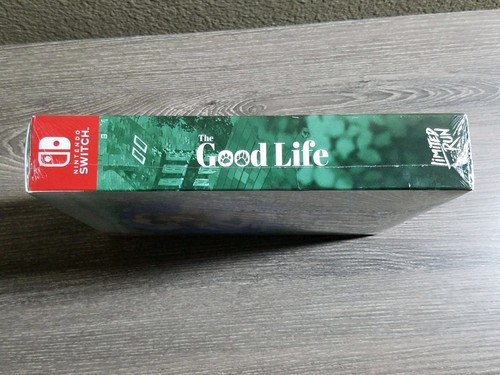 NINTENDO
SWITCH.
The
Good Life
LIMITED
RUN